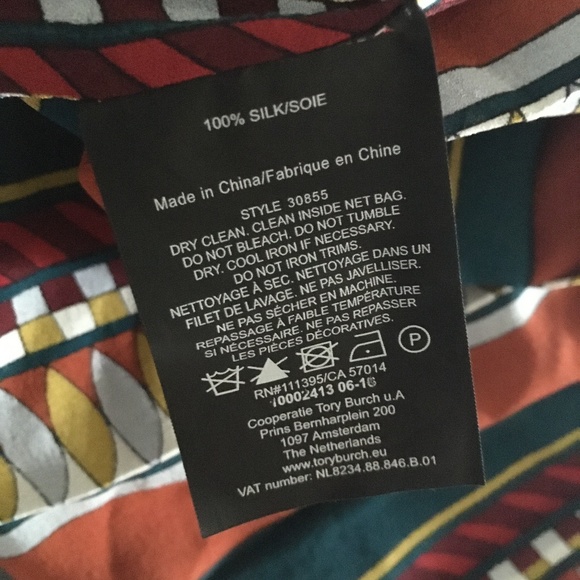 100% SILK/SOIE
Made in China/Fabrique en Chine
STYLE 30855
DRY CLEAN. CLEAN INSIDE NET BAG.
DO NOT BLEACH. DO NOT TUMBLE
DRY. COOL IRON IF NECESSARY.
DO NOT IRON TRIMS.
NETTOYAGE À SEC. NETTOYAGE DANS UN
FILET DE LAVAGE. NE PAS JAVELLISER.
NE PAS SÉCHER EN MACHINE.
REPASSAGE À FAIBLE TEMPÉRATURE
SI NÉCESSAIRE. NE PAS REPASSER
LES PIÈCES DÉCORATIVES.
P
RN#111395/CA 57014
10002413 06-16
Cooperatie Tory Burch u.A
Prins Bernharplein 200
1097 Amsterdam
The Netherlands
www.toryburch.eu
VAT number: NL8234.88.846.B.01